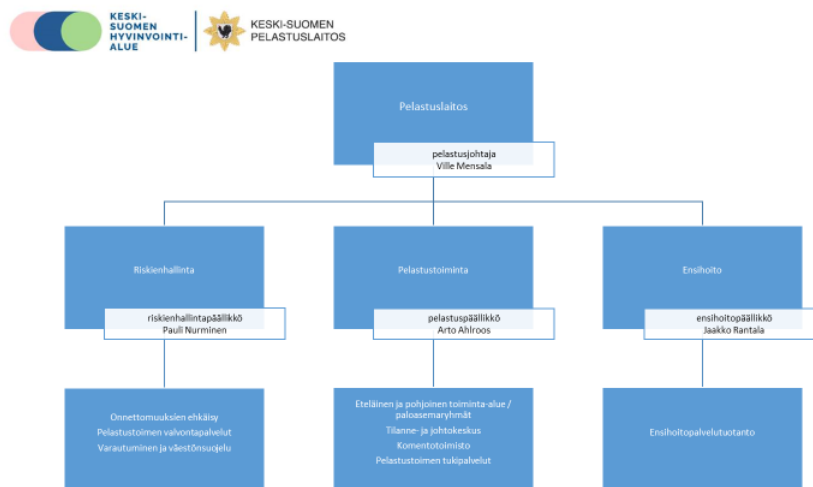 KESKI-
SUOMEN
HYVINVOINTI-
ALUE
KESKI-SUOMEN
PELASTUSLAITOS
Pelastuslaitos
pelastusjohtaja
Ville Mensala
Riskienhallinta
riskienhallintapäällikkö
Pauli Nurminen
Pelastustoiminta
pelastuspäällikkö
Arto Ahlroos
Ensihoito
ensihoitopäällikkö
Jaakko Rantala
Onnettomuuksien ehkäisy
Pelastustoimen valvontapalvelut
Varautuminen ja väestönsuojelu
Eteläinen ja pohjoinen toiminta-alue /
paloasemaryhmät
Tilanne- ja johtokeskus
Komentotoimisto
Pelastustoimen tukipalvelut
Ensihoitopalvelutuotanto